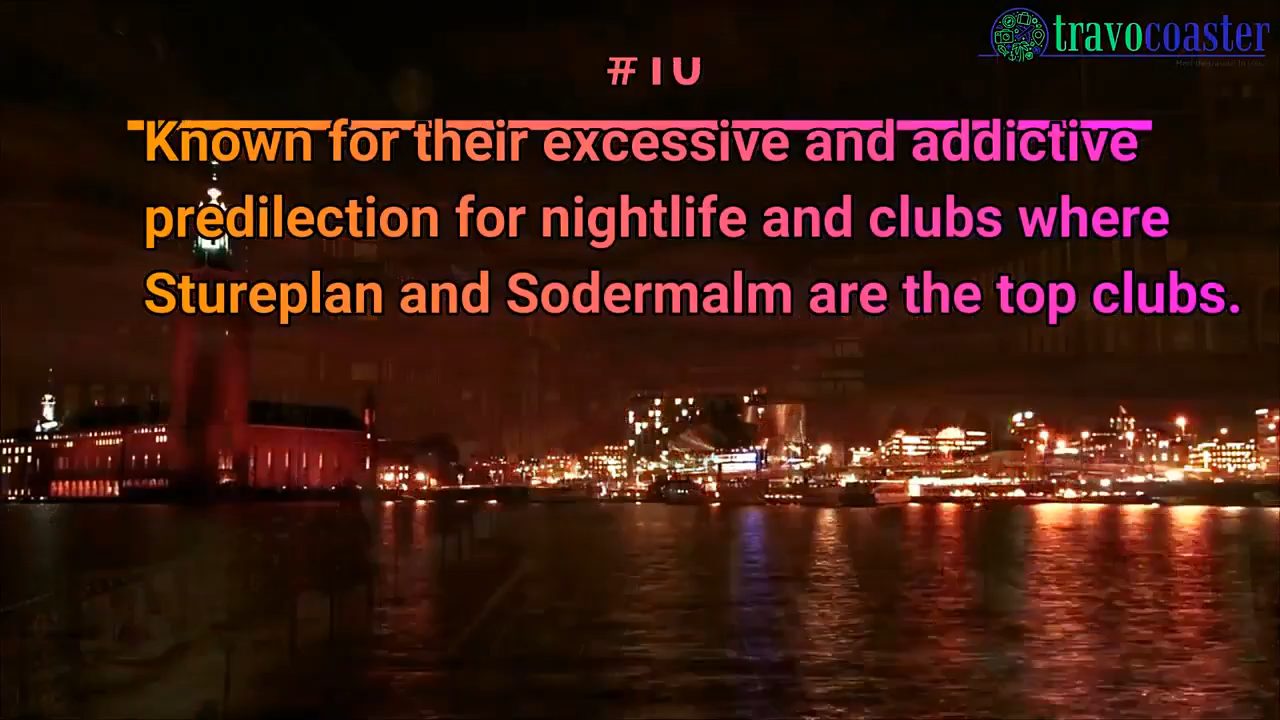 travocoaster
#IU
Known for their excessive and addictive
predilection for nightlife and clubs where
Stureplan and Sodermalm are the top clubs.